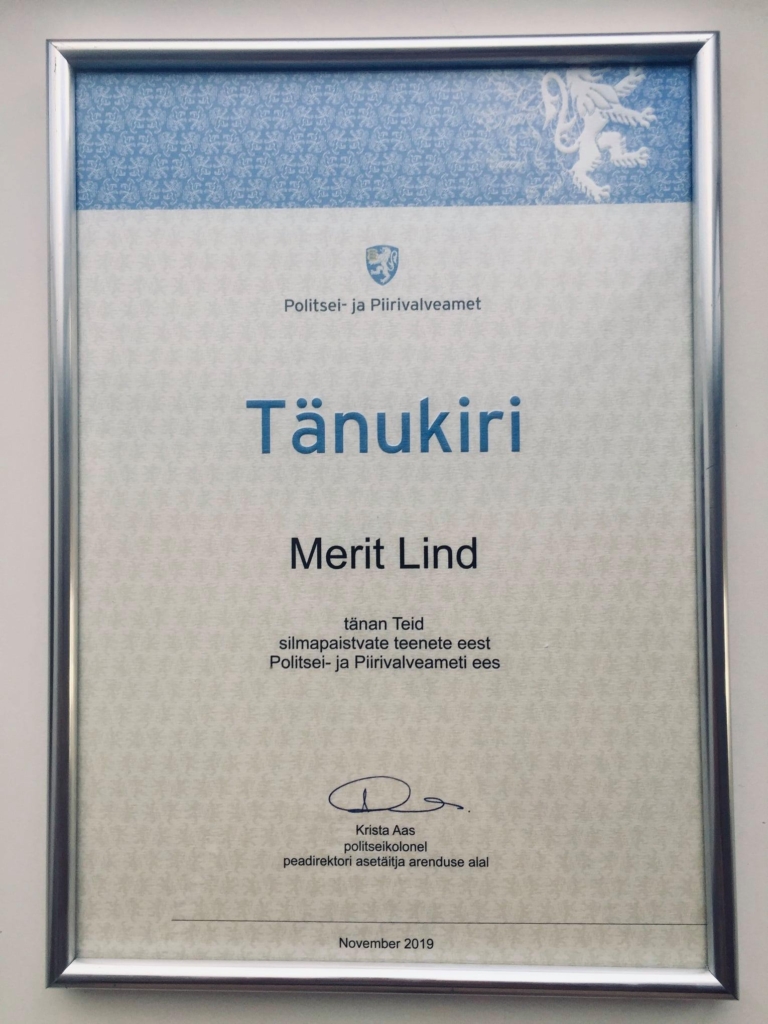 Politsei- ja Piirivalveamet
Tänukiri
Merit Lind
tänan Teid
silmapaistvate teenete eest
Politsei- ja Piirivalveameti ees
Krista Aas
politseikolonel
peadirektori asetäitja arenduse alal
November 2019